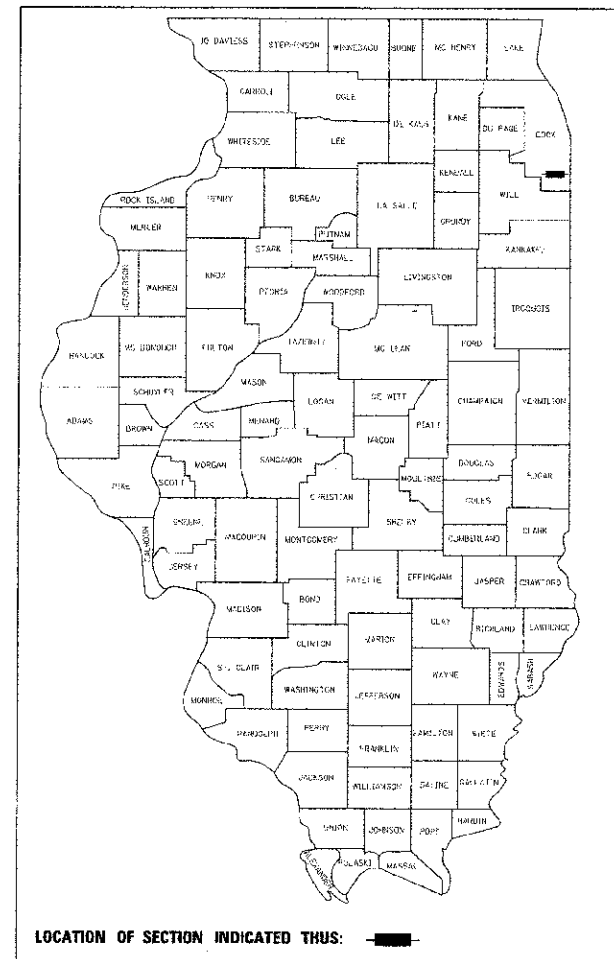 JO DAVIESS STEPHENSON WINNEBAGO BOONE MC HENRY LAKE
CARROLL OGLE DE KALB KANE DU PAGE COOK
WHITESIDE LEE KENDALL WILL
ROCK ISLAND HENRY BUREAU LA SALLE GRUNDY
MERCER PUTNAM KANKAKEE
STARK MARSHALL
HENDERSON WARREN KNOX PEORIA WOODFORD LIVINGSTON IROQUOIS
HANCOCK MC DONOUGH FULTON TAZEWELL MC LEAN FORD
SCHUYLER MASON
ADAMS BROWN CASS MENARD LOGAN DE WITT CHAMPAIGN VERMILION
PIATT
MORGAN SANGAMON MACON
PIKE SCOTT CHRISTIAN MOULTRIE DOUGLAS EDGAR
COLES
CALHOUN GREENE MACOUPIN MONTGOMERY SHELBY CUMBERLAND CLARK
JERSEY FAYETTE EFFINGHAM JASPER CRAWFORD
MADISON BOND CLAY RICHLAND LAWRENCE
CLINTON MARION
ST. CLAIR WAYNE EDWARDS WABASH
MONROE WASHINGTON JEFFERSON
RANDOLPH PERRY HAMILTON WHITE
FRANKLIN
JACKSON WILLIAMSON SALINE GALLATIN
UNION JOHNSON POPE HARDIN
ALEXANDER PULASKI MASSAC
LOCATION OF SECTION INDICATED THUS: